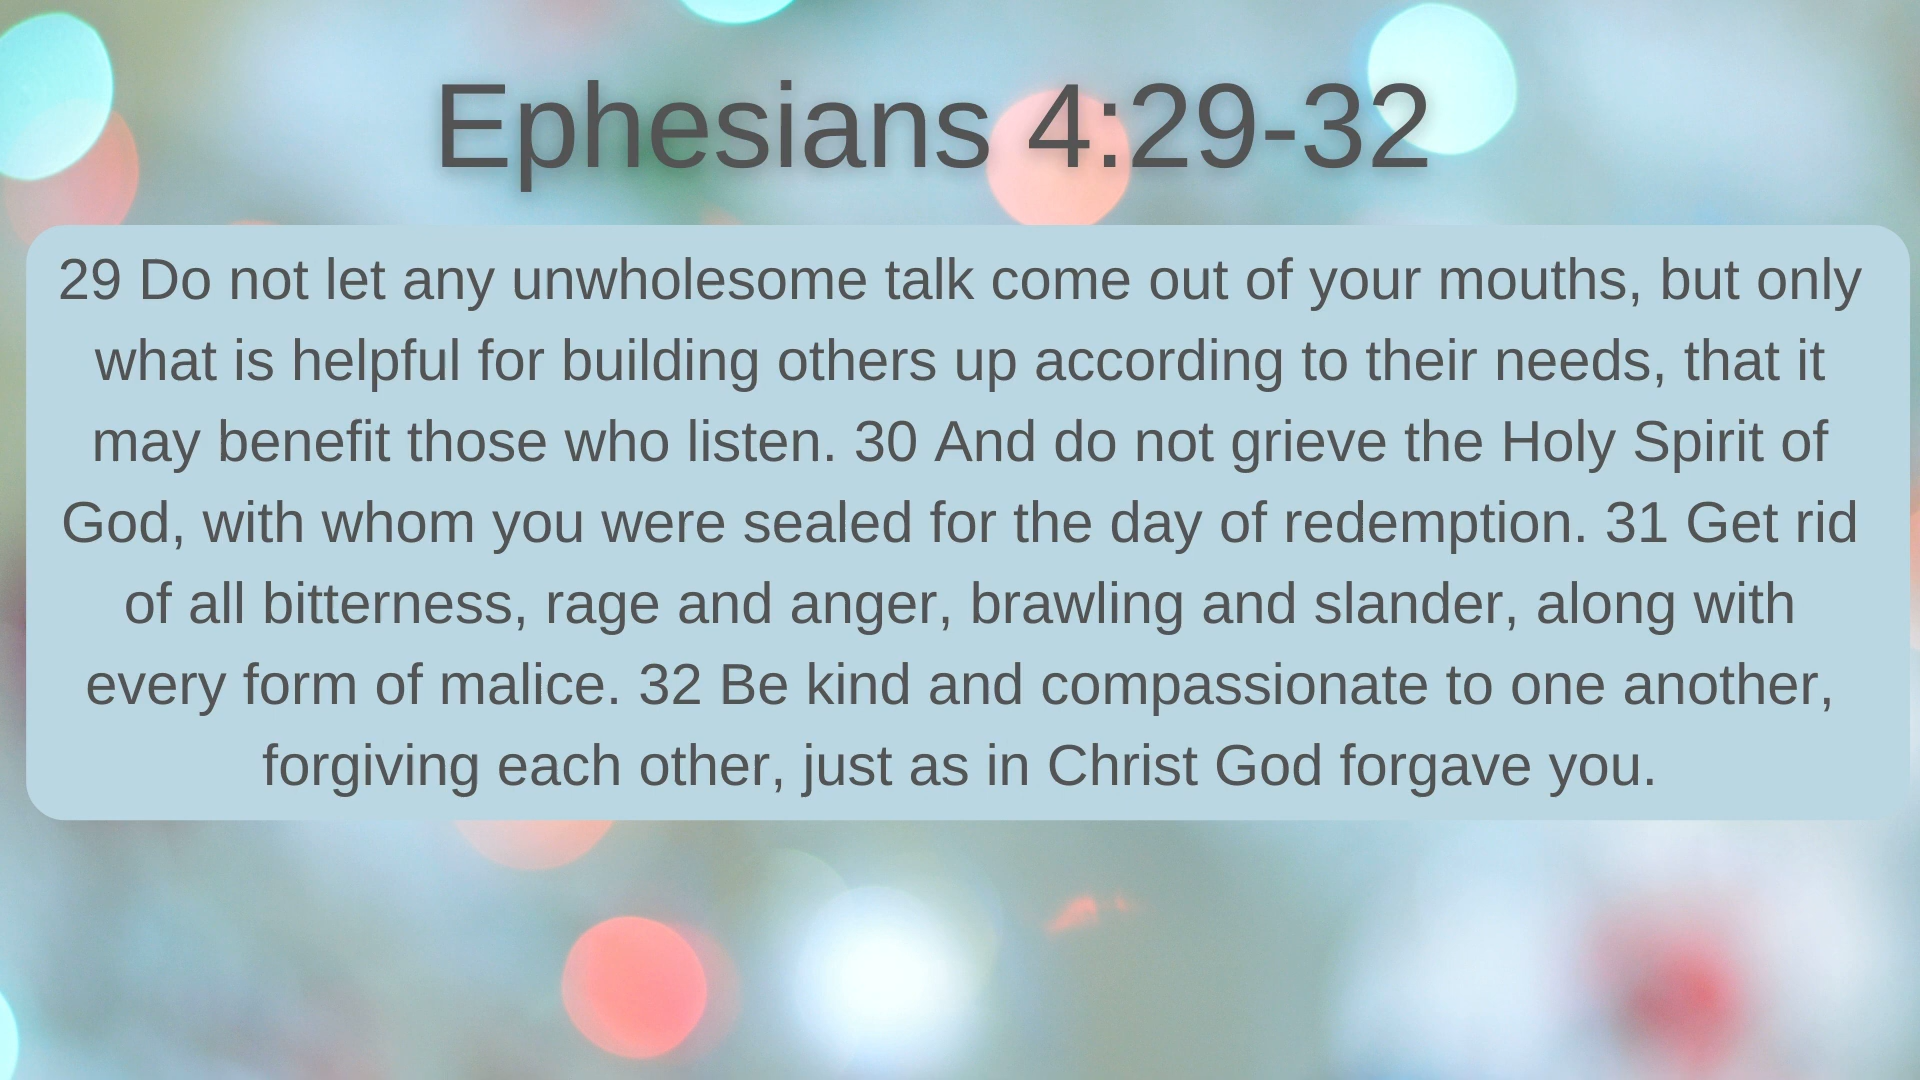 Ephesians 4:29-32
29 Do not let any unwholesome talk come out of your mouths, but only
what is helpful for building others up according to their needs, that it
may benefit those who listen. 30 And do not grieve the Holy Spirit of
God, with whom you were sealed for the day of redemption. 31 Get rid
of all bitterness, rage and anger, brawling and slander, along with
every form of malice. 32 Be kind and compassionate to one another,
forgiving each other, just as in Christ God forgave you.